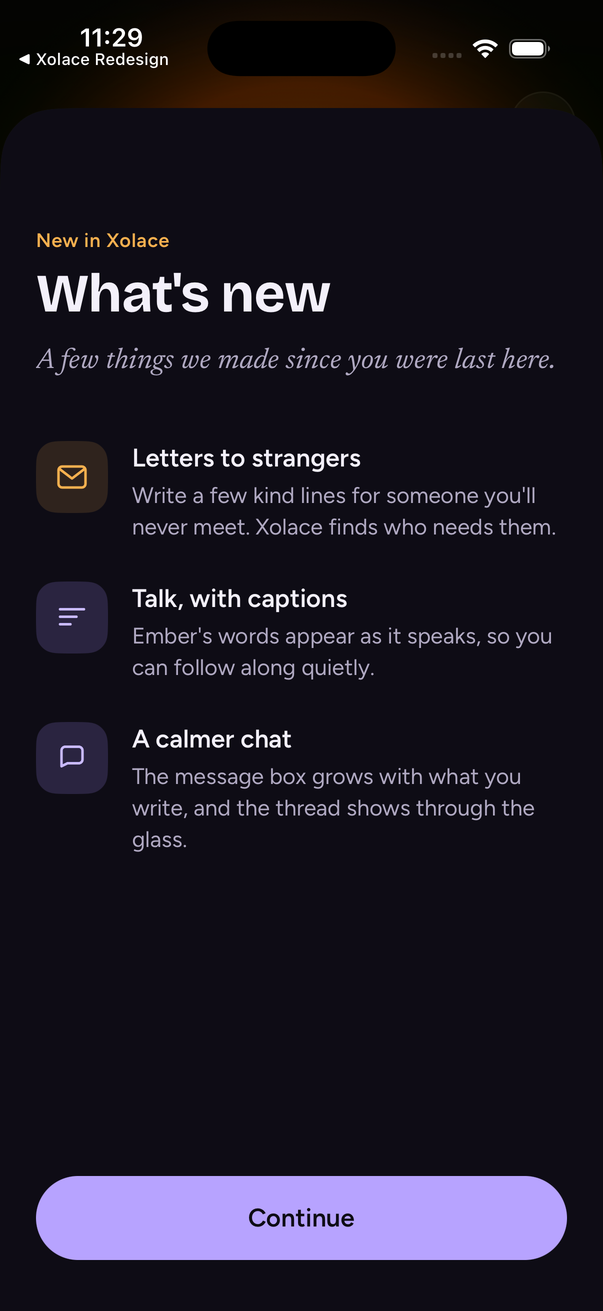 11:29
◀ Xolace Redesign
New in Xolace
What's new
A few things we made since you were last here.
Letters to strangers
Write a few kind lines for someone you'll
never meet. Xolace finds who needs them.
Talk, with captions
Ember's words appear as it speaks, so you
can follow along quietly.
A calmer chat
The message box grows with what you
write, and the thread shows through the
glass.
Continue